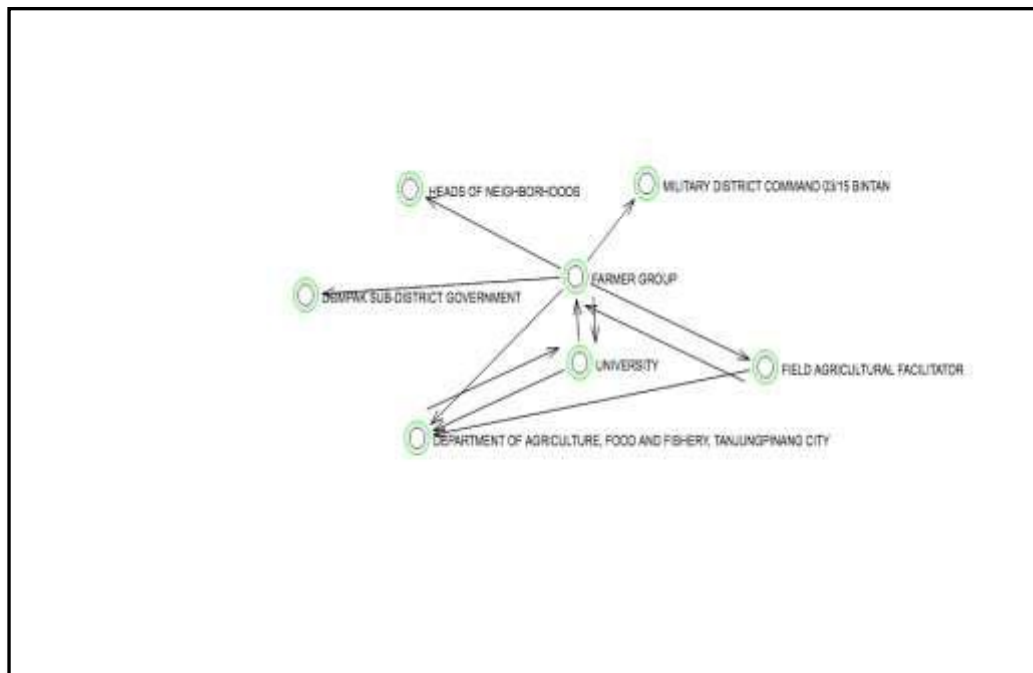 HEADS OF NEIGHBORHOODS
MILITARY DISTRICT COMMAND 03/15 BINTAN
FARMER GROUP
DOMPAK SUB-DISTRICT GOVERNMENT
UNIVERSITY
FIELD AGRICULTURAL FACILITATOR
DEPARTMENT OF AGRICULTURE, FOOD AND FISHERY, TANJUNGPINANG CITY